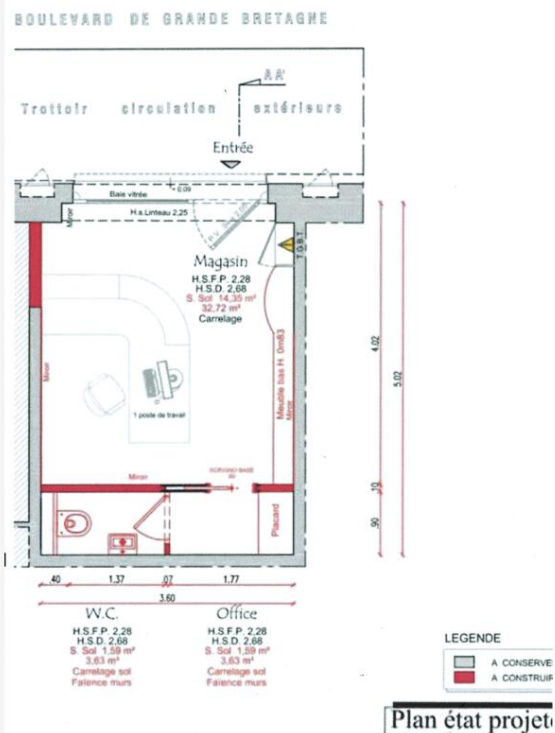 BOULEVARD DE GRANDE BRETAGNE
AA'
Trottoir circulation extérieure
Entrée
Baie vitrée
+ 0.09
H.s.Linteau 2,25
Miroir
T.G.B.T.
Magasin
H.S.F.P. 2,28
H.S.D. 2,68
S. Sol 14,35 m²
32,72 m²
Carrelage
4.02
5.02
Miroir
Meuble bas H. 0m83
Miroir
1 poste de travail
Miroir
.10
.90
Placard
.40
1.37
.07
1.77
3.60
W.C.
H.S.F.P. 2,28
H.S.D. 2,68
S. Sol 1,59 m²
3,63 m²
Carrelage sol
Faïence murs
Office
H.S.F.P. 2,28
H.S.D. 2,68
S. Sol 1,59 m²
3,63 m²
Carrelage sol
Faïence murs
LEGENDE
A CONSERVE
A CONSTRUIR
Plan état projet